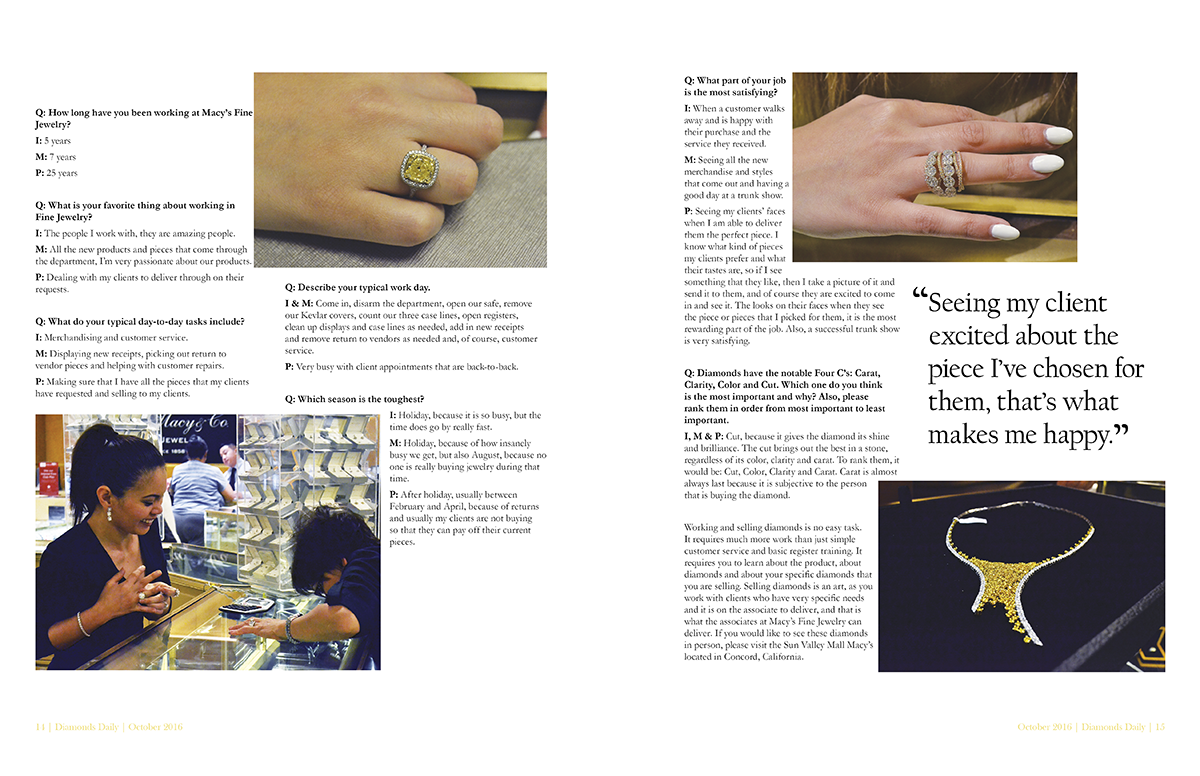 Q: How long have you been working at Macy's Fine
Jewelry?
I: 5 years
M: 7 years
P: 25 years
Q: What is your favorite thing about working in
Fine Jewelry?
I: The people I work with, they are amazing people.
M: All the new products and pieces that come through
the department, I'm very passionate about our products.
P: Dealing with my clients to deliver through on their
requests.
Q: What do your typical day-to-day tasks include?
I: Merchandising and customer service.
M: Displaying new receipts, picking out return to
vendor pieces and helping with customer repairs.
P: Making sure that I have all the pieces that my clients
have requested and selling to my clients.
Macy & Co
JEWEL
SINCE 1858
Q: Describe your typical work day.
I & M: Come in, disarm the department, open our safe, remove
our Kevlar covers, count our three case lines, open registers,
clean up displays and case lines as needed, add in new receipts
and remove return to vendors as needed and, of course, customer
service.
P: Very busy with client appointments that are back-to-back.
Q: Which season is the toughest?
I: Holiday, because it is so busy, but the
time does go by really fast.
M: Holiday, because of how insanely
busy we get, but also August, because no
one is really buying jewelry during that
time.
P: After holiday, usually between
February and April, because of returns
and usually my clients are not buying
so that they can pay off their current
pieces.
14 | Diamonds Daily | October 2016
Q: What part of your job
is the most satisfying?
I: When a customer walks
away and is happy with
their purchase and the
service they received.
M: Seeing all the new
merchandise and styles
that come out and having a
good day at a trunk show.
P: Seeing my clients' faces
when I am able to deliver
them the perfect piece. I
know what kind of pieces
my clients prefer and what
their tastes are, so if I see
something that they like, then I take a picture of it and
send it to them, and of course they are excited to come
in and see it. The looks on their faces when they see
the piece or pieces that I picked for them, it is the most
rewarding part of the job. Also, a successful trunk show
is very satisfying.
Q: Diamonds have the notable Four C's: Carat,
Clarity, Color and Cut. Which one do you think
is the most important and why? Also, please
rank them in order from most important to least
important.
I, M & P: Cut, because it gives the diamond its shine
and brilliance. The cut brings out the best in a stone,
regardless of its color, clarity and carat. To rank them, it
would be: Cut, Color, Clarity and Carat. Carat is almost
always last because it is subjective to the person
that is buying the diamond.
Working and selling diamonds is no easy task.
It requires much more work than just simple
customer service and basic register training. It
requires you to learn about the product, about
diamonds and about your specific diamonds that
you are selling. Selling diamonds is an art, as you
work with clients who have very specific needs
and it is on the associate to deliver, and that is
what the associates at Macy's Fine Jewelry can
deliver. If you would like to see these diamonds
in person, please visit the Sun Valley Mall Macy's
located in Concord, California.
“Seeing my client
excited about the
piece I've chosen for
them, that's what
makes me happy.”
October 2016 | Diamonds Daily | 15